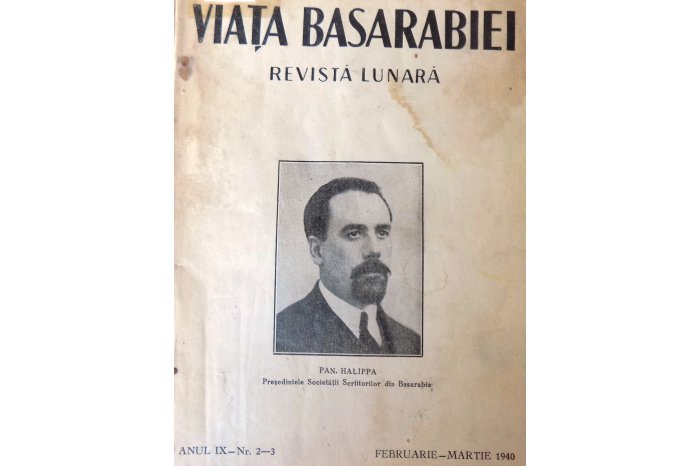 VIAȚA BASARABIEI
REVISTĂ LUNARĂ
PAN. HALIPPA
Președintele Societății Scriitorilor din Basarabia
ANUL IX—Nr. 2—3
FEBRUARIE—MARTIE 1940